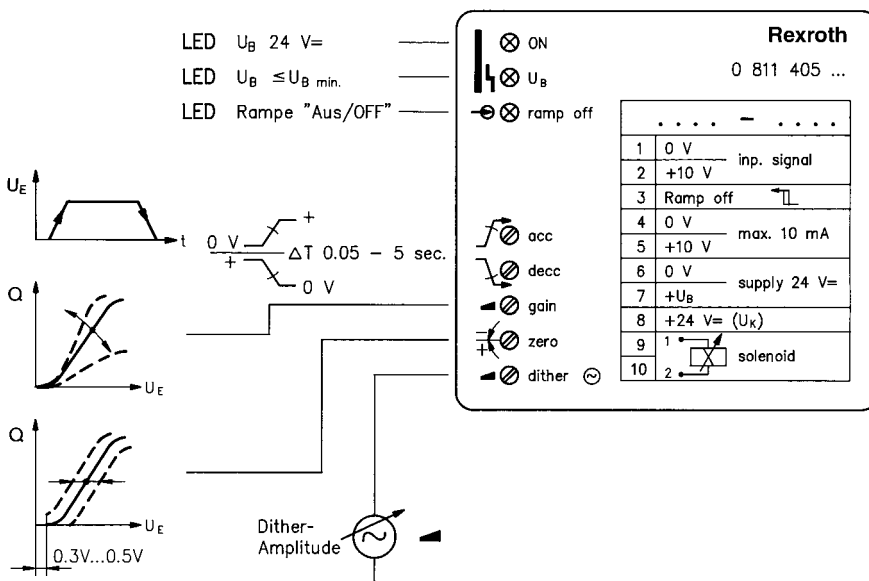 LED U_B 24 V=
LED U_B ≤ U_B min.
LED Rampe "Aus/OFF"
ON
U_B
ramp off
Rexroth
0 811 405 ...
. . . . – . . . .
1 0 V
2 +10 V
inp. signal
3 Ramp off
4 0 V
5 +10 V
max. 10 mA
6 0 V
7 +U_B
supply 24 V=
8 +24 V= (U_K)
9 1
10 2
solenoid
U_E
t
0 V
+
+
0 V
ΔT 0.05 – 5 sec.
acc
decc
gain
zero
dither
Q
U_E
Q
U_E
0.3V...0.5V
Dither-
Amplitude